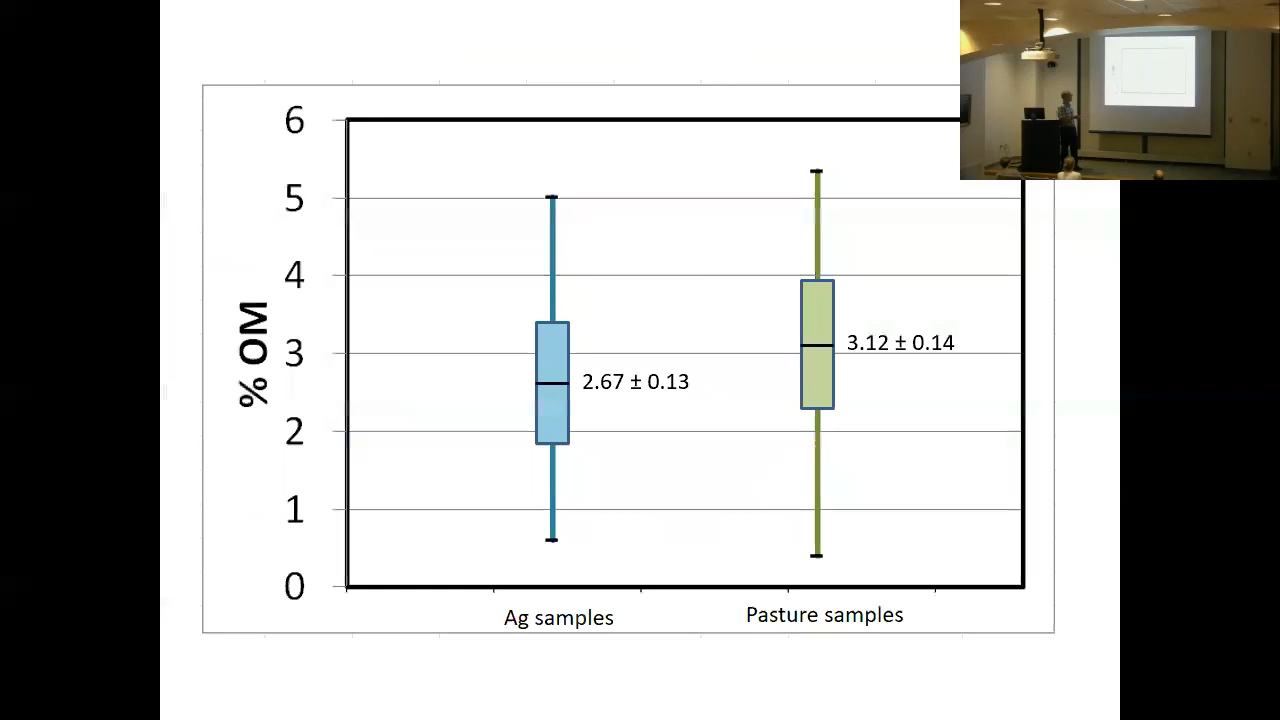 6
5
4
3
2
1
0
% OM
3.12 ± 0.14
2.67 ± 0.13
Ag samples
Pasture samples